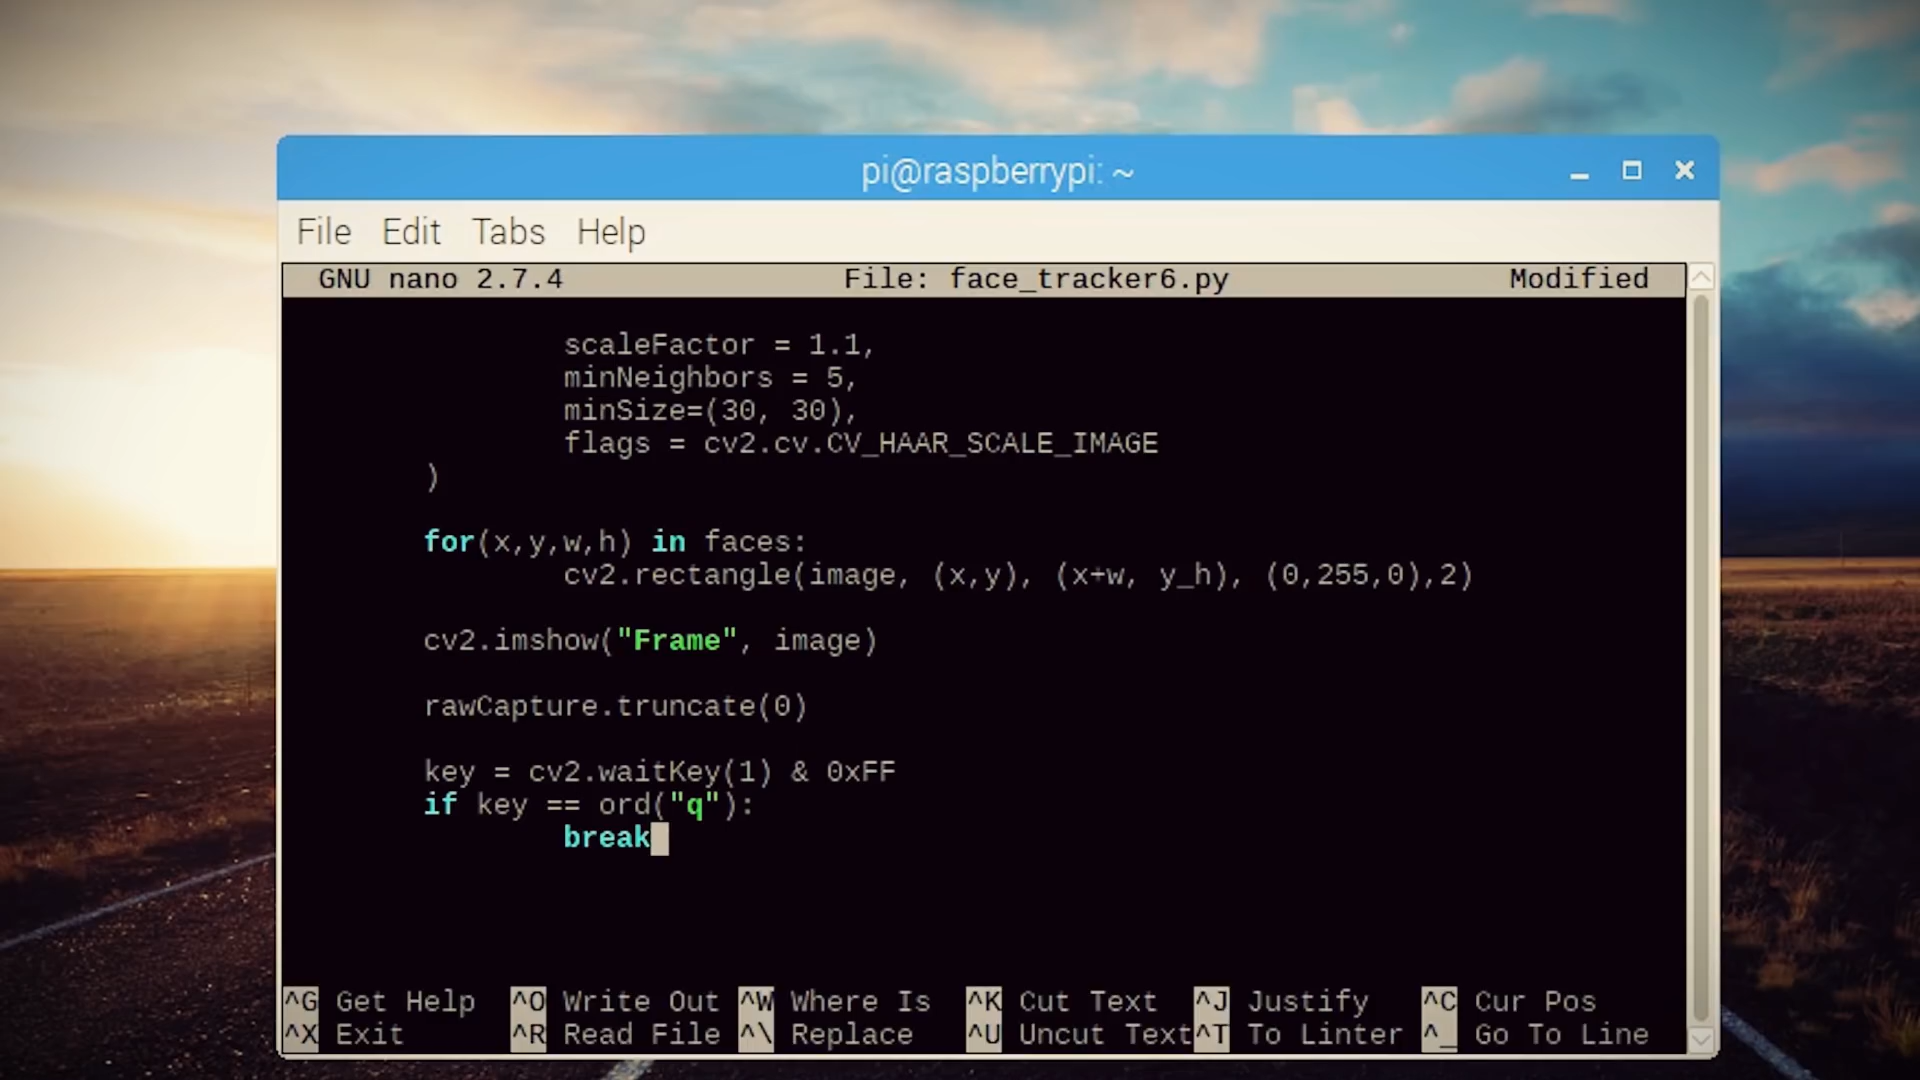 pi@raspberrypi: ~
File Edit Tabs Help
GNU nano 2.7.4 File: face_tracker6.py Modified
scaleFactor = 1.1,
minNeighbors = 5,
minSize=(30, 30),
flags = cv2.cv.CV_HAAR_SCALE_IMAGE
)
for(x,y,w,h) in faces:
cv2.rectangle(image, (x,y), (x+w, y_h), (0,255,0),2)
cv2.imshow("Frame", image)
rawCapture.truncate(0)
key = cv2.waitKey(1) & 0xFF
if key == ord("q"):
break
^G Get Help ^O Write Out ^W Where Is ^K Cut Text ^J Justify ^C Cur Pos
^X Exit ^R Read File ^\ Replace ^U Uncut Text ^T To Linter ^_ Go To Line